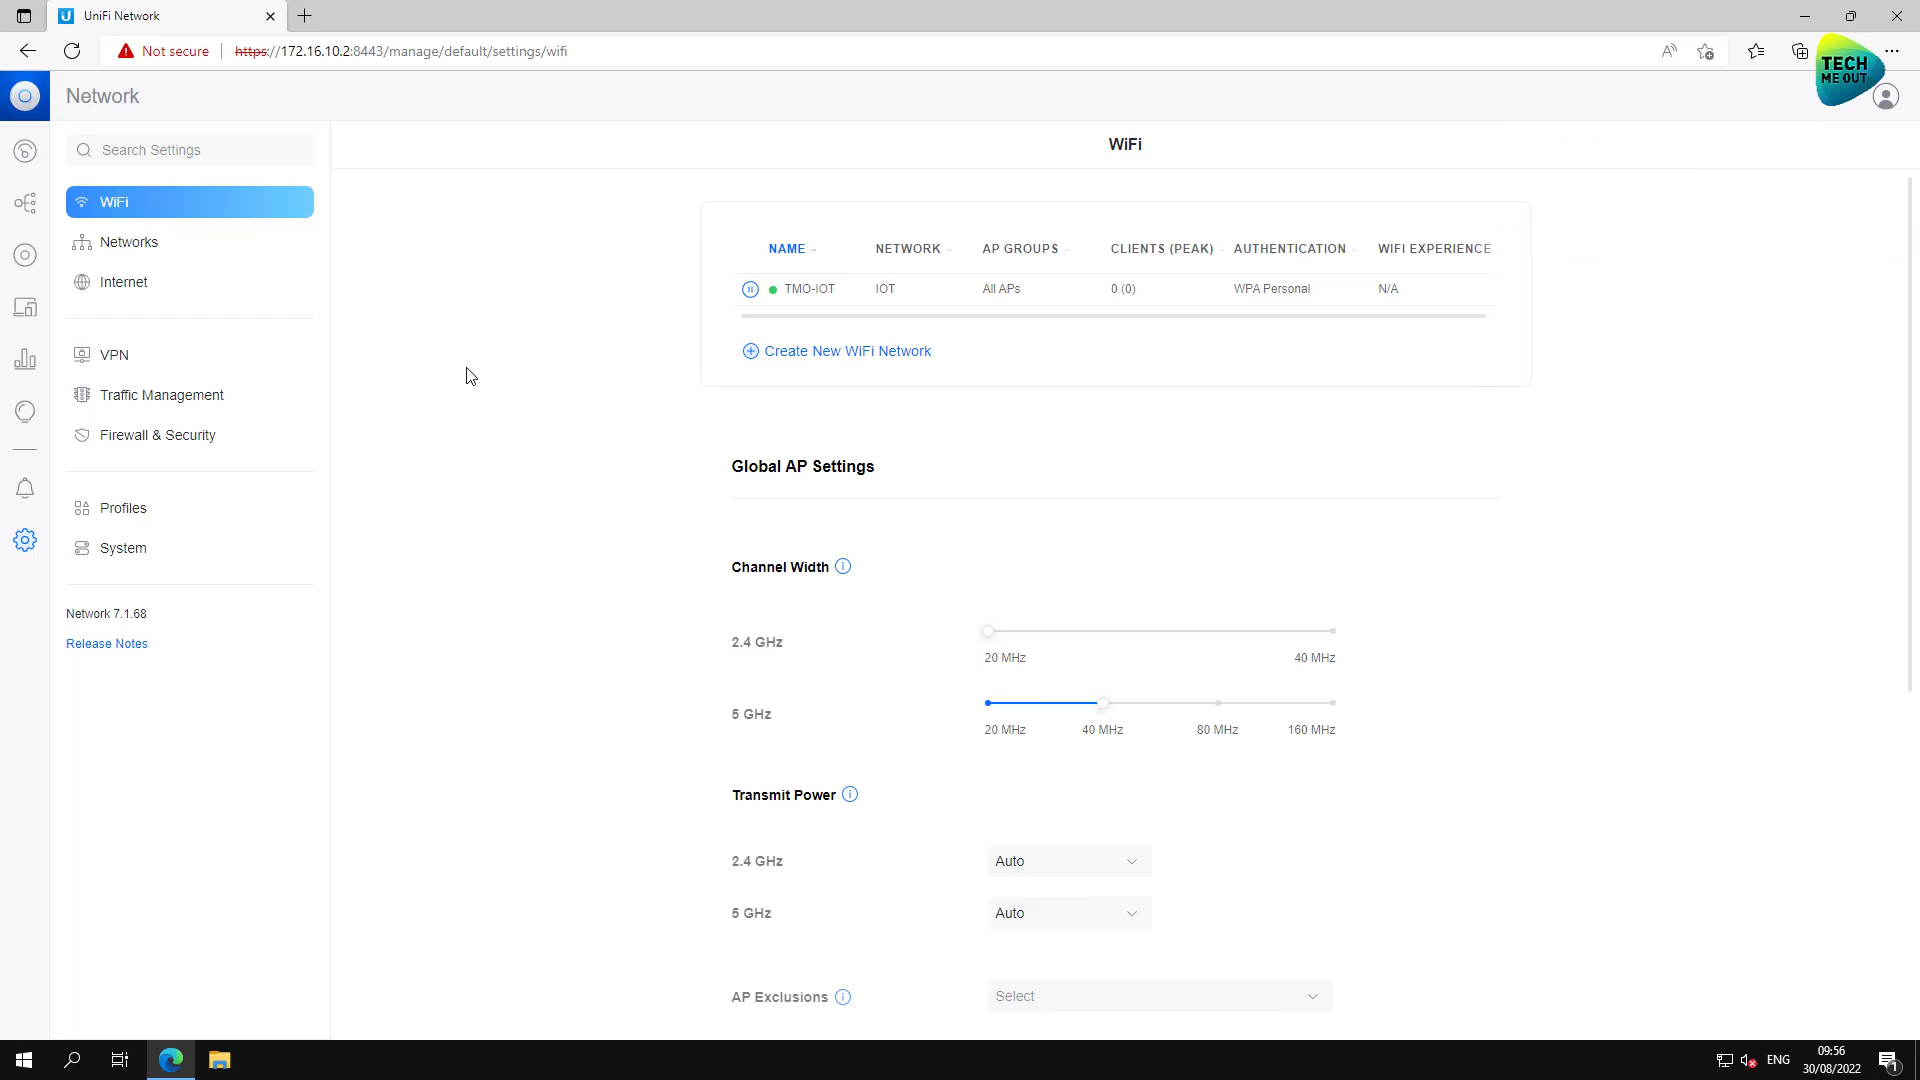 UniFi Network
Not secure
https://172.16.10.2:8443/manage/default/settings/wifi
TECH
ME OUT
Network
Search Settings
WiFi
WiFi
Networks
Internet
VPN
Traffic Management
Firewall & Security
Profiles
System
Network 7.1.68
Release Notes
NAME NETWORK AP GROUPS CLIENTS (PEAK) AUTHENTICATION WIFI EXPERIENCE
TMO-IOT IOT All APs 0 (0) WPA Personal N/A
Create New WiFi Network
Global AP Settings
Channel Width
2.4 GHz
20 MHz 40 MHz
5 GHz
20 MHz 40 MHz 80 MHz 160 MHz
Transmit Power
2.4 GHz Auto
5 GHz Auto
AP Exclusions Select
ENG
09:56
30/08/2022
1